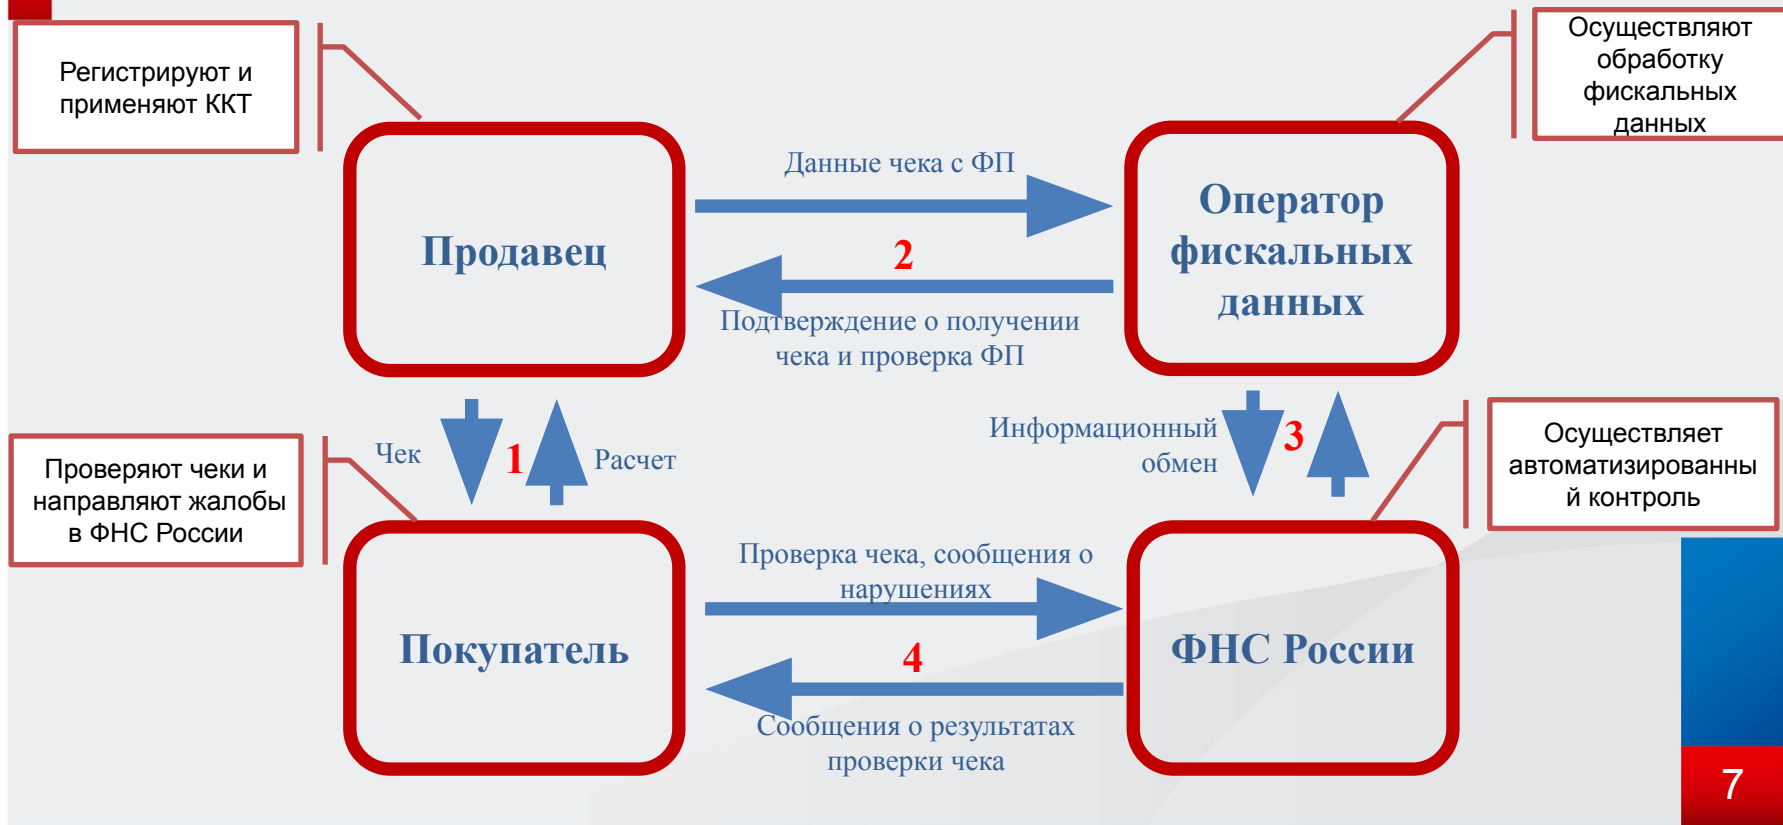 Регистрируют и
применяют ККТ
Осуществляют
обработку
фискальных
данных
Продавец
Данные чека с ФП
2
Подтверждение о получении
чека и проверка ФП
Оператор
фискальных
данных
Проверяют чеки и
направляют жалобы
в ФНС России
Чек
1
Расчет
Информационный
обмен
3
Осуществляет
автоматизированны
й контроль
Покупатель
Проверка чека, сообщения о
нарушениях
4
Сообщения о результатах
проверки чека
ФНС России
7